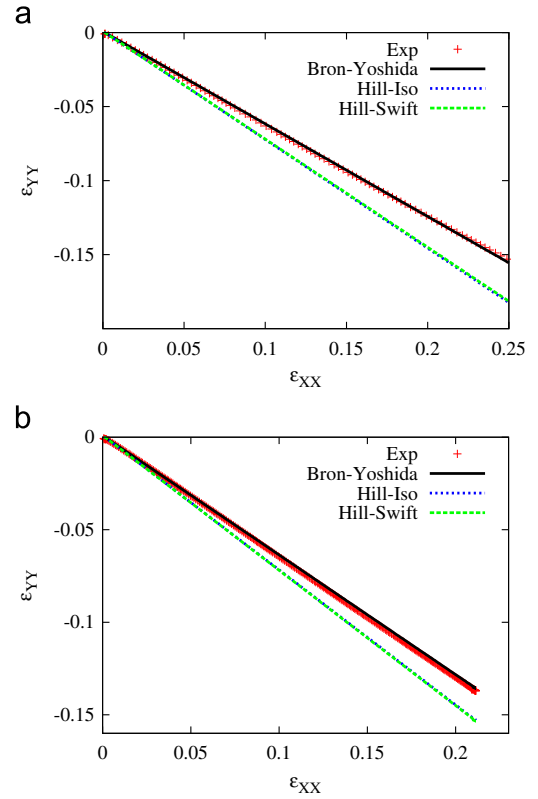 a
0
-0.05
-0.1
-0.15
εYY
Exp
Bron-Yoshida
Hill-Iso
Hill-Swift
0 0.05 0.1 0.15 0.2 0.25
εXX
b
0
-0.05
-0.1
-0.15
εYY
Exp
Bron-Yoshida
Hill-Iso
Hill-Swift
0 0.05 0.1 0.15 0.2
εXX